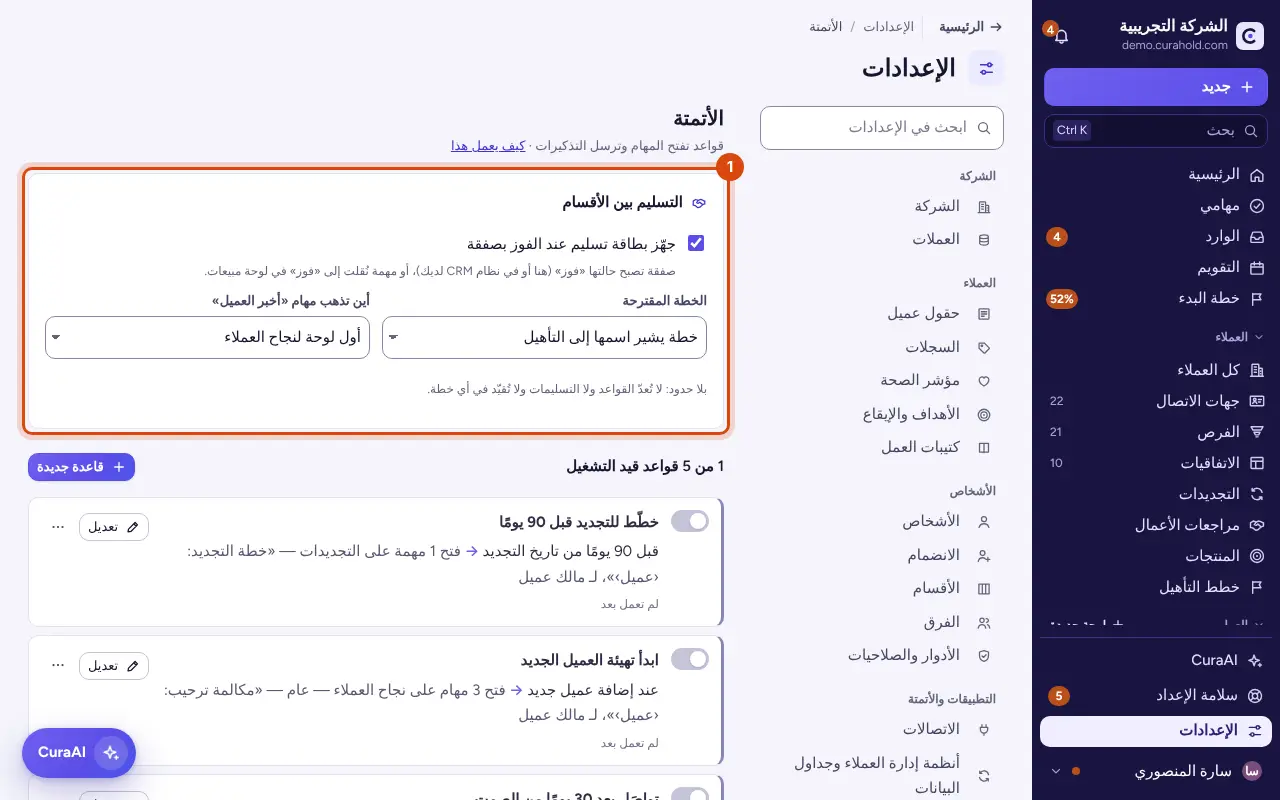 الشركة التجريبية
demo.curahold.com
4
جديد
بحث
Ctrl K
الرئيسية
مهامي
الوارد
4
التقويم
خطة البدء
52%
العملاء
كل العملاء
جهات الاتصال
22
الفرص
21
الاتفاقيات
10
التجديدات
مراجعات الأعمال
المنتجات
خطط التأهيل
CuraAI
سلامة الإعداد
5
الإعدادات
سا
سارة المنصوري
الرئيسية
الإعدادات / الأتمتة
الإعدادات
ابحث في الإعدادات
الشركة
الشركة
العملات
العملاء
حقول عميل
السجلات
مؤشر الصحة
الأهداف والإيقاع
كتيبات العمل
الأشخاص
الأشخاص
الانضمام
الأقسام
الفرق
الأدوار والصلاحيات
التطبيقات والأتمتة
الاتصالات
أنظمة إدارة العملاء وجداول
البيانات
الأتمتة
قواعد تفتح المهام وترسل التذكيرات · كيف يعمل هذا
1
التسليم بين الأقسام
جهّز بطاقة تسليم عند الفوز بصفقة
صفقة تصبح حالتها «فوز» (هنا أو في نظام CRM لديك)، أو مهمة نُقلت إلى «فوز» في لوحة مبيعات.
الخطة المقترحة
خطة يشير اسمها إلى التأهيل
أين تذهب مهام «أخبر العميل»
أول لوحة لنجاح العملاء
بلا حدود: لا تُعدّ القواعد ولا التسليمات ولا تُقيّد في أي خطة.
1 من 5 قواعد قيد التشغيل
قاعدة جديدة
خطّط للتجديد قبل 90 يومًا
تعديل
قبل 90 يومًا من تاريخ التجديد → فتح 1 مهمة على التجديدات — «خطة التجديد:
‹عميل›»، لـ مالك عميل
لم تعمل بعد
ابدأ تهيئة العميل الجديد
تعديل
عند إضافة عميل جديد → فتح 3 مهام على نجاح العملاء — عام — «مكالمة ترحيب:
‹عميل›»، لـ مالك عميل
لم تعمل بعد
تواصَل بعد 30 يومًا من الصمت
CuraAI